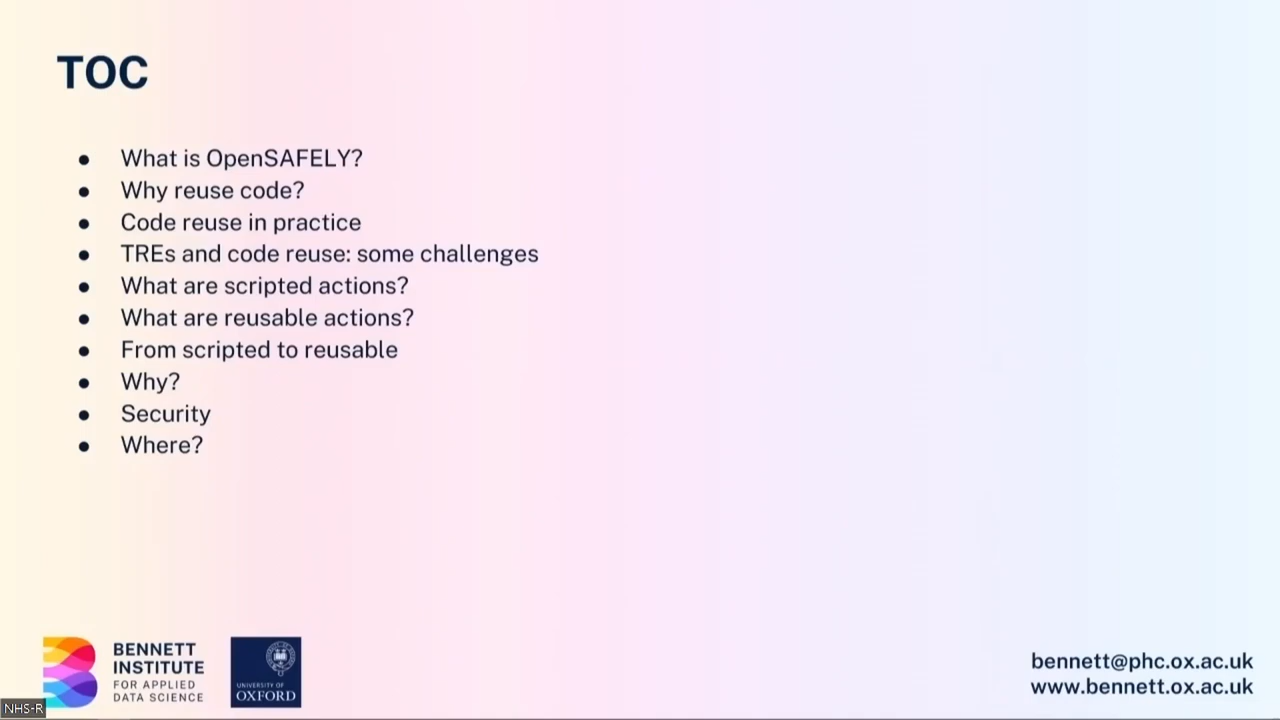 TOC
● What is OpenSAFELY?
● Why reuse code?
● Code reuse in practice
● TREs and code reuse: some challenges
● What are scripted actions?
● What are reusable actions?
● From scripted to reusable
● Why?
● Security
● Where?
BENNETT
INSTITUTE
FOR APPLIED
DATA SCIENCE
UNIVERSITY OF
OXFORD
bennett@phc.ox.ac.uk
www.bennett.ox.ac.uk
NHS-R